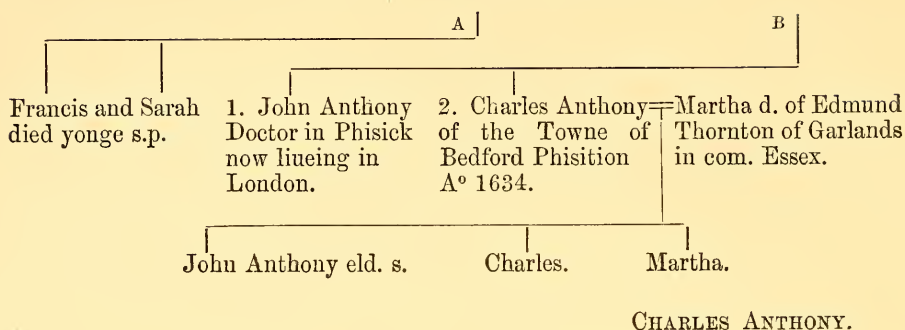 A B
Francis and Sarah
died yonge s.p.
1. John Anthony
Doctor in Phisick
now liueing in
London.
2. Charles Anthony
of the Towne of
Bedford Phisition
Aº 1634.
Martha d. of Edmund
Thornton of Garlands
in com. Essex.
John Anthony eld. s. Charles. Martha.
CHARLES ANTHONY.